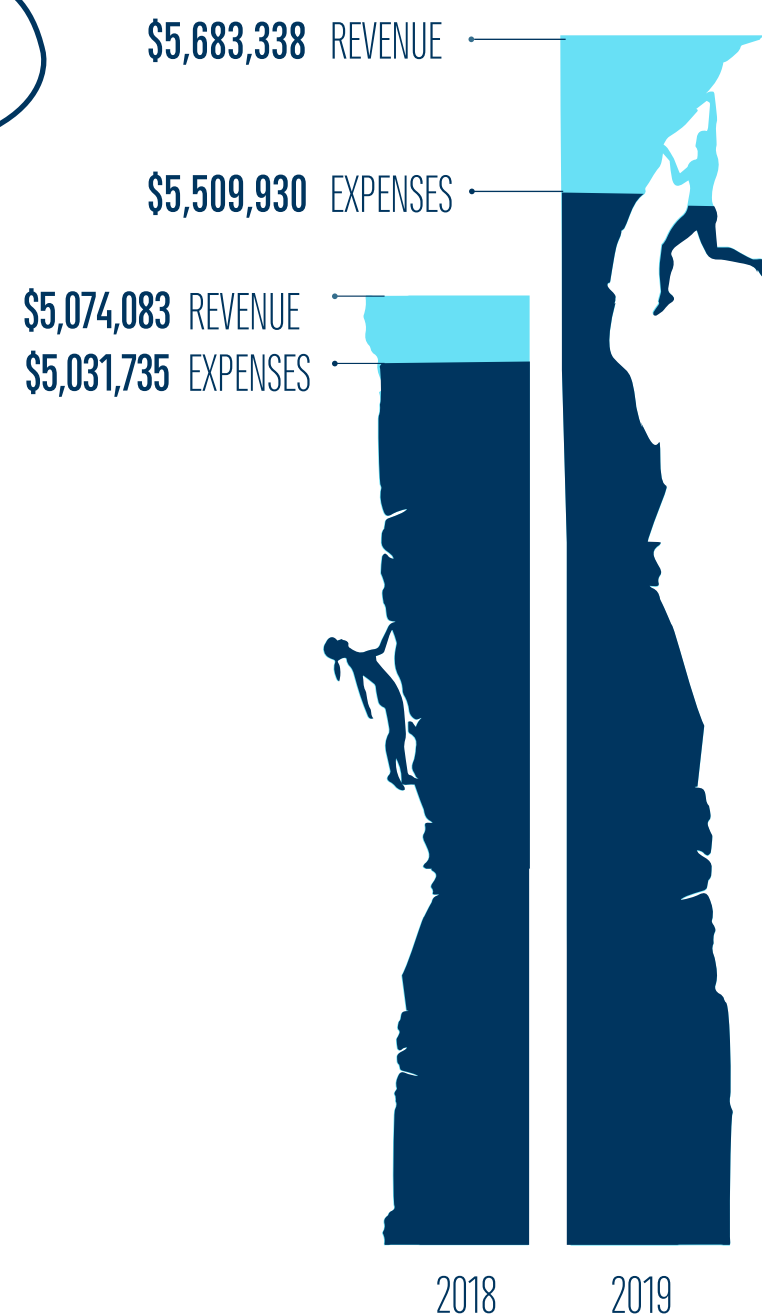 $5,683,338 REVENUE
$5,509,930 EXPENSES
$5,074,083 REVENUE
$5,031,735 EXPENSES
2018 2019